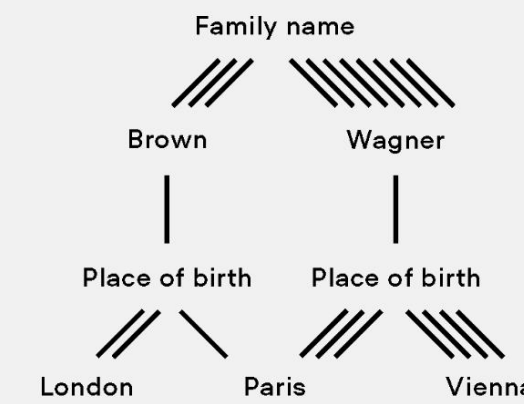 Family name
Brown Wagner
Place of birth Place of birth
London Paris Vienna